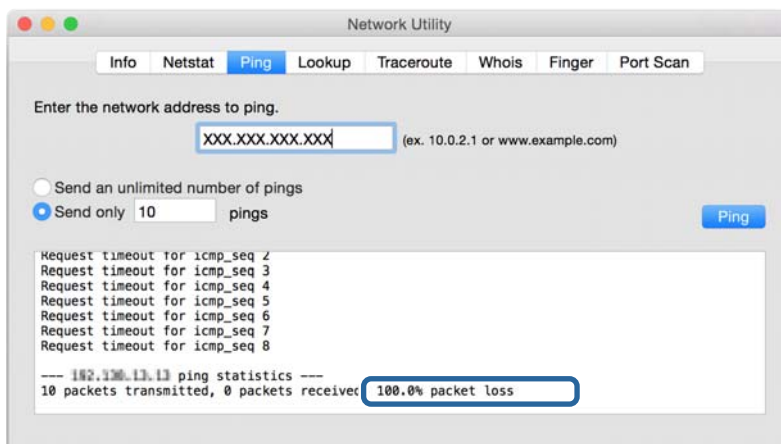 Network Utility
Info Netstat Ping Lookup Traceroute Whois Finger Port Scan
Enter the network address to ping.
XXX.XXX.XXX.XXX (ex. 10.0.2.1 or www.example.com)
Send an unlimited number of pings
Send only 10 pings
Ping
Request timeout for icmp_seq 2
Request timeout for icmp_seq 3
Request timeout for icmp_seq 4
Request timeout for icmp_seq 5
Request timeout for icmp_seq 6
Request timeout for icmp_seq 7
Request timeout for icmp_seq 8
--- ping statistics ---
10 packets transmitted, 0 packets received 100.0% packet loss